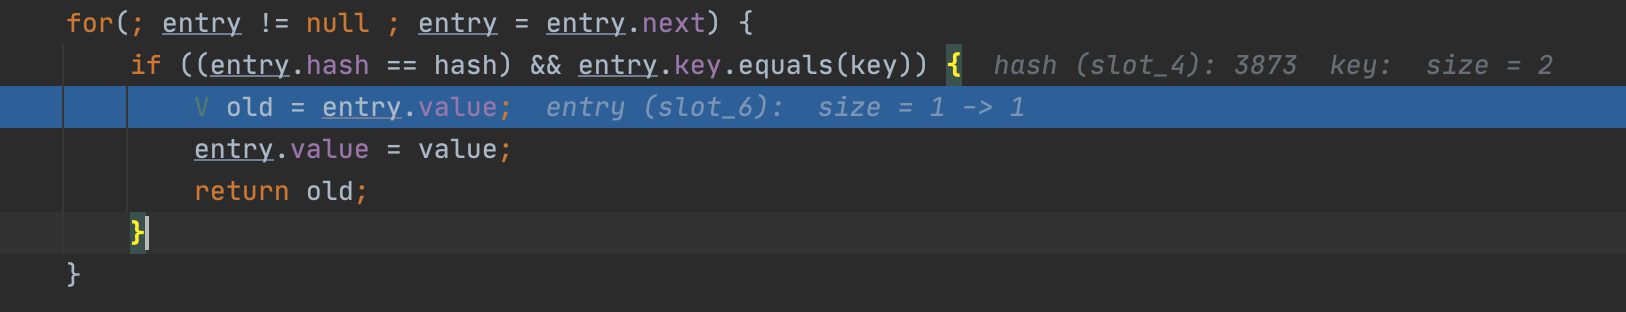 for(; entry != null ; entry = entry.next) {
if ((entry.hash == hash) && entry.key.equals(key)) { hash (slot_4): 3873 key: size = 2
V old = entry.value; entry (slot_6): size = 1 -> 1
entry.value = value;
return old;
}
}